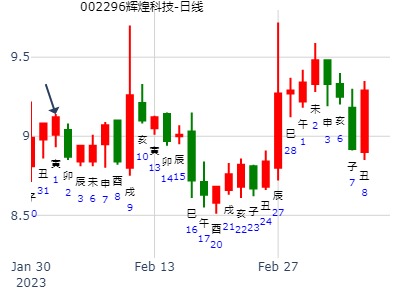 002296辉煌科技-日线
9.5
9
8.5
子
0
丑
31
寅
1
卯
2
辰
3
未
6
申
7
酉
8
戌
9
亥
10
寅
13
卯
14
辰
15
巳
16
午
17
酉
20
戌
21
亥
22
子
23
丑
24
辰
27
巳
28
午
1
未
2
申
3
亥
6
子
7
丑
8
Jan 30
2023
Feb 13
Feb 27